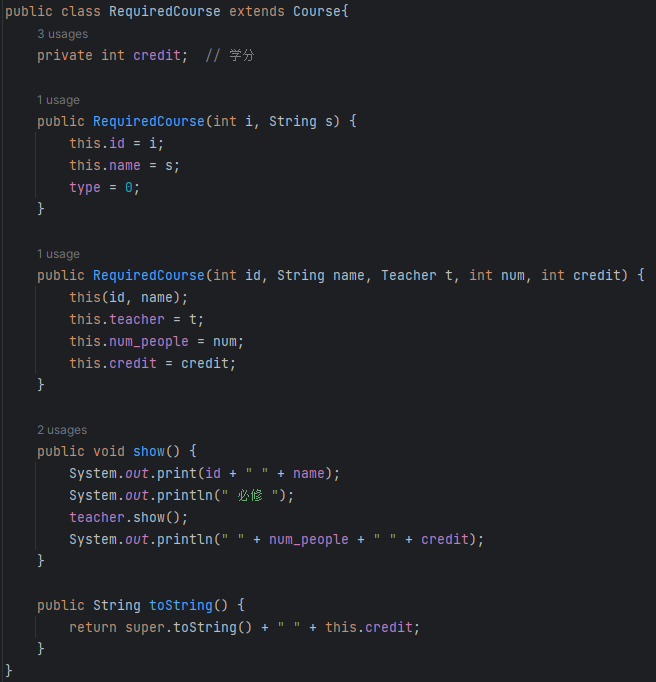 public class RequiredCourse extends Course{
3 usages
private int credit;  // 学分
1 usage
public RequiredCourse(int i, String s) {
this.id = i;
this.name = s;
type = 0;
}
1 usage
public RequiredCourse(int id, String name, Teacher t, int num, int credit) {
this(id, name);
this.teacher = t;
this.num_people = num;
this.credit = credit;
}
2 usages
public void show() {
System.out.print(id + " " + name);
System.out.println(" 必修 ");
teacher.show();
System.out.println(" " + num_people + " " + credit);
}
public String toString() {
return super.toString() + " " + this.credit;
}
}